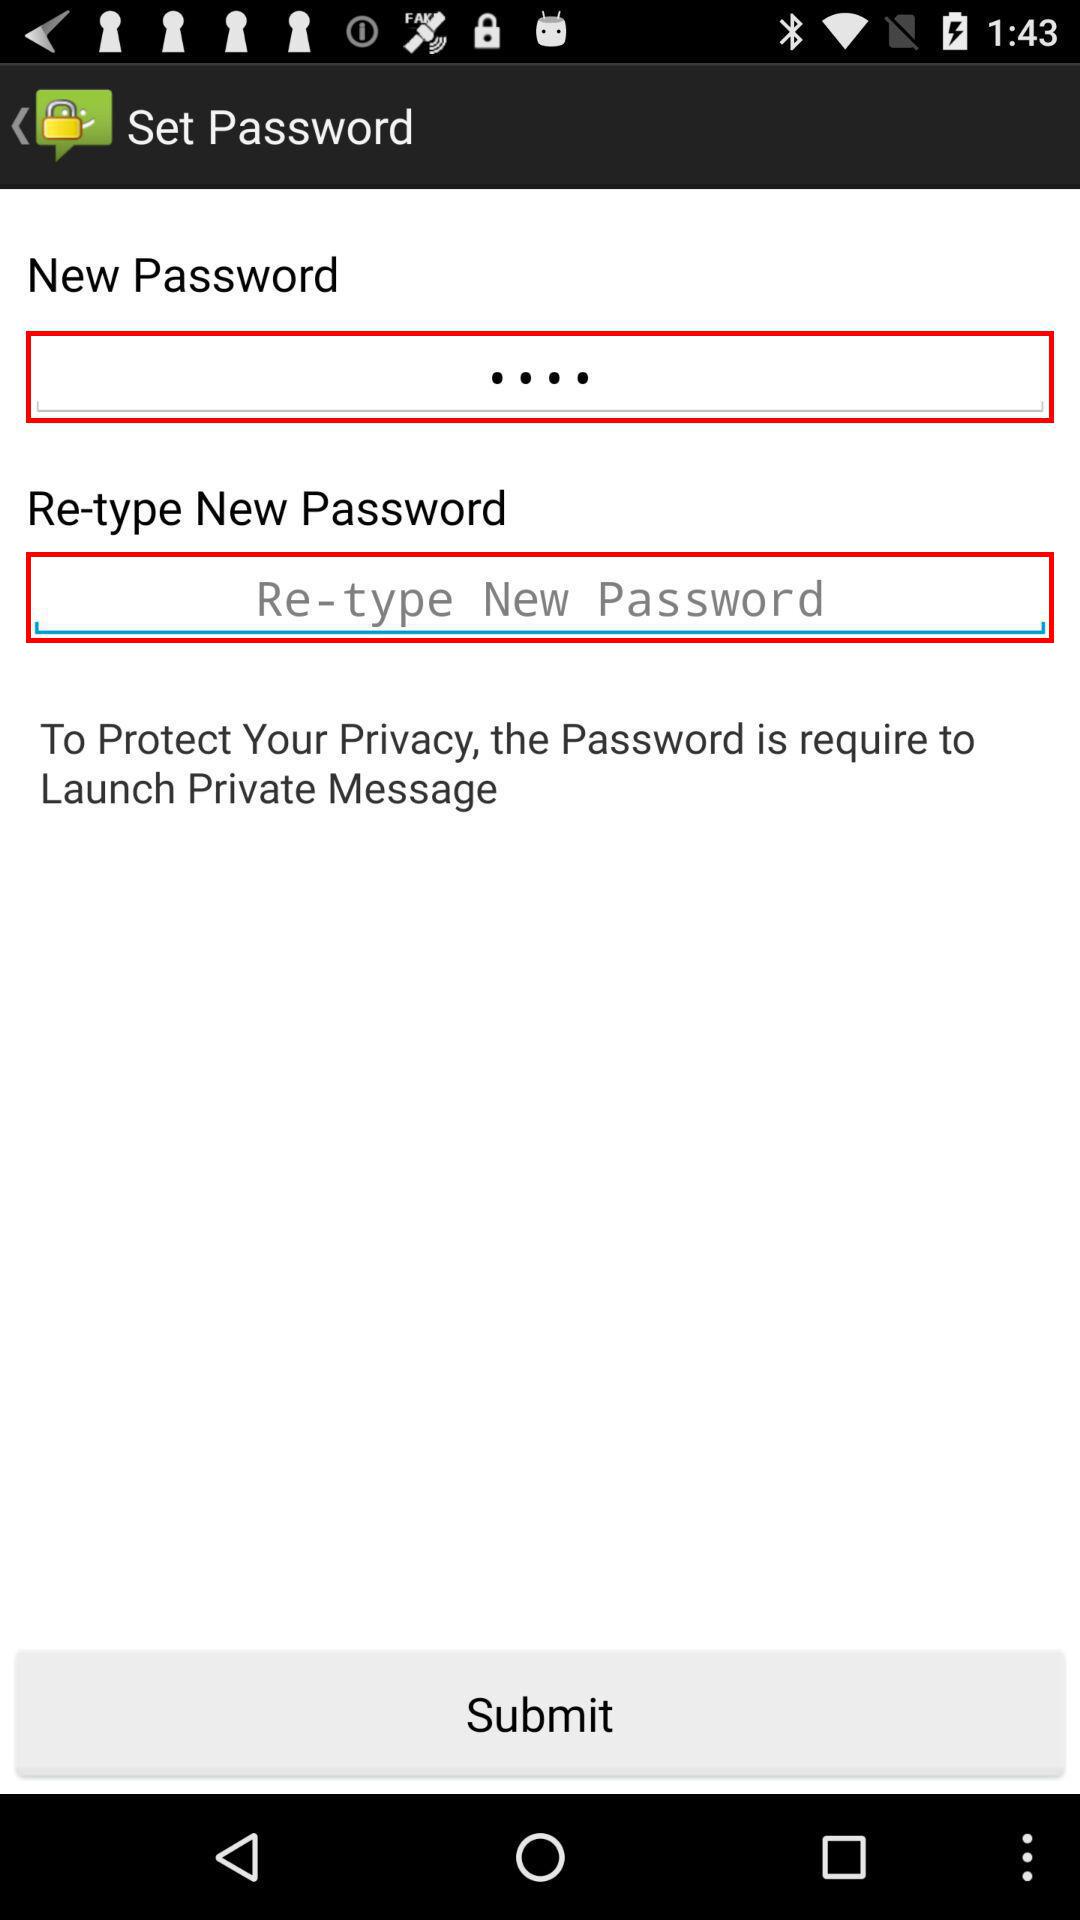 FAKE
1:43
Set Password
New Password
••••
Re-type New Password
Re-type New Password
To Protect Your Privacy, the Password is require to
Launch Private Message
Submit